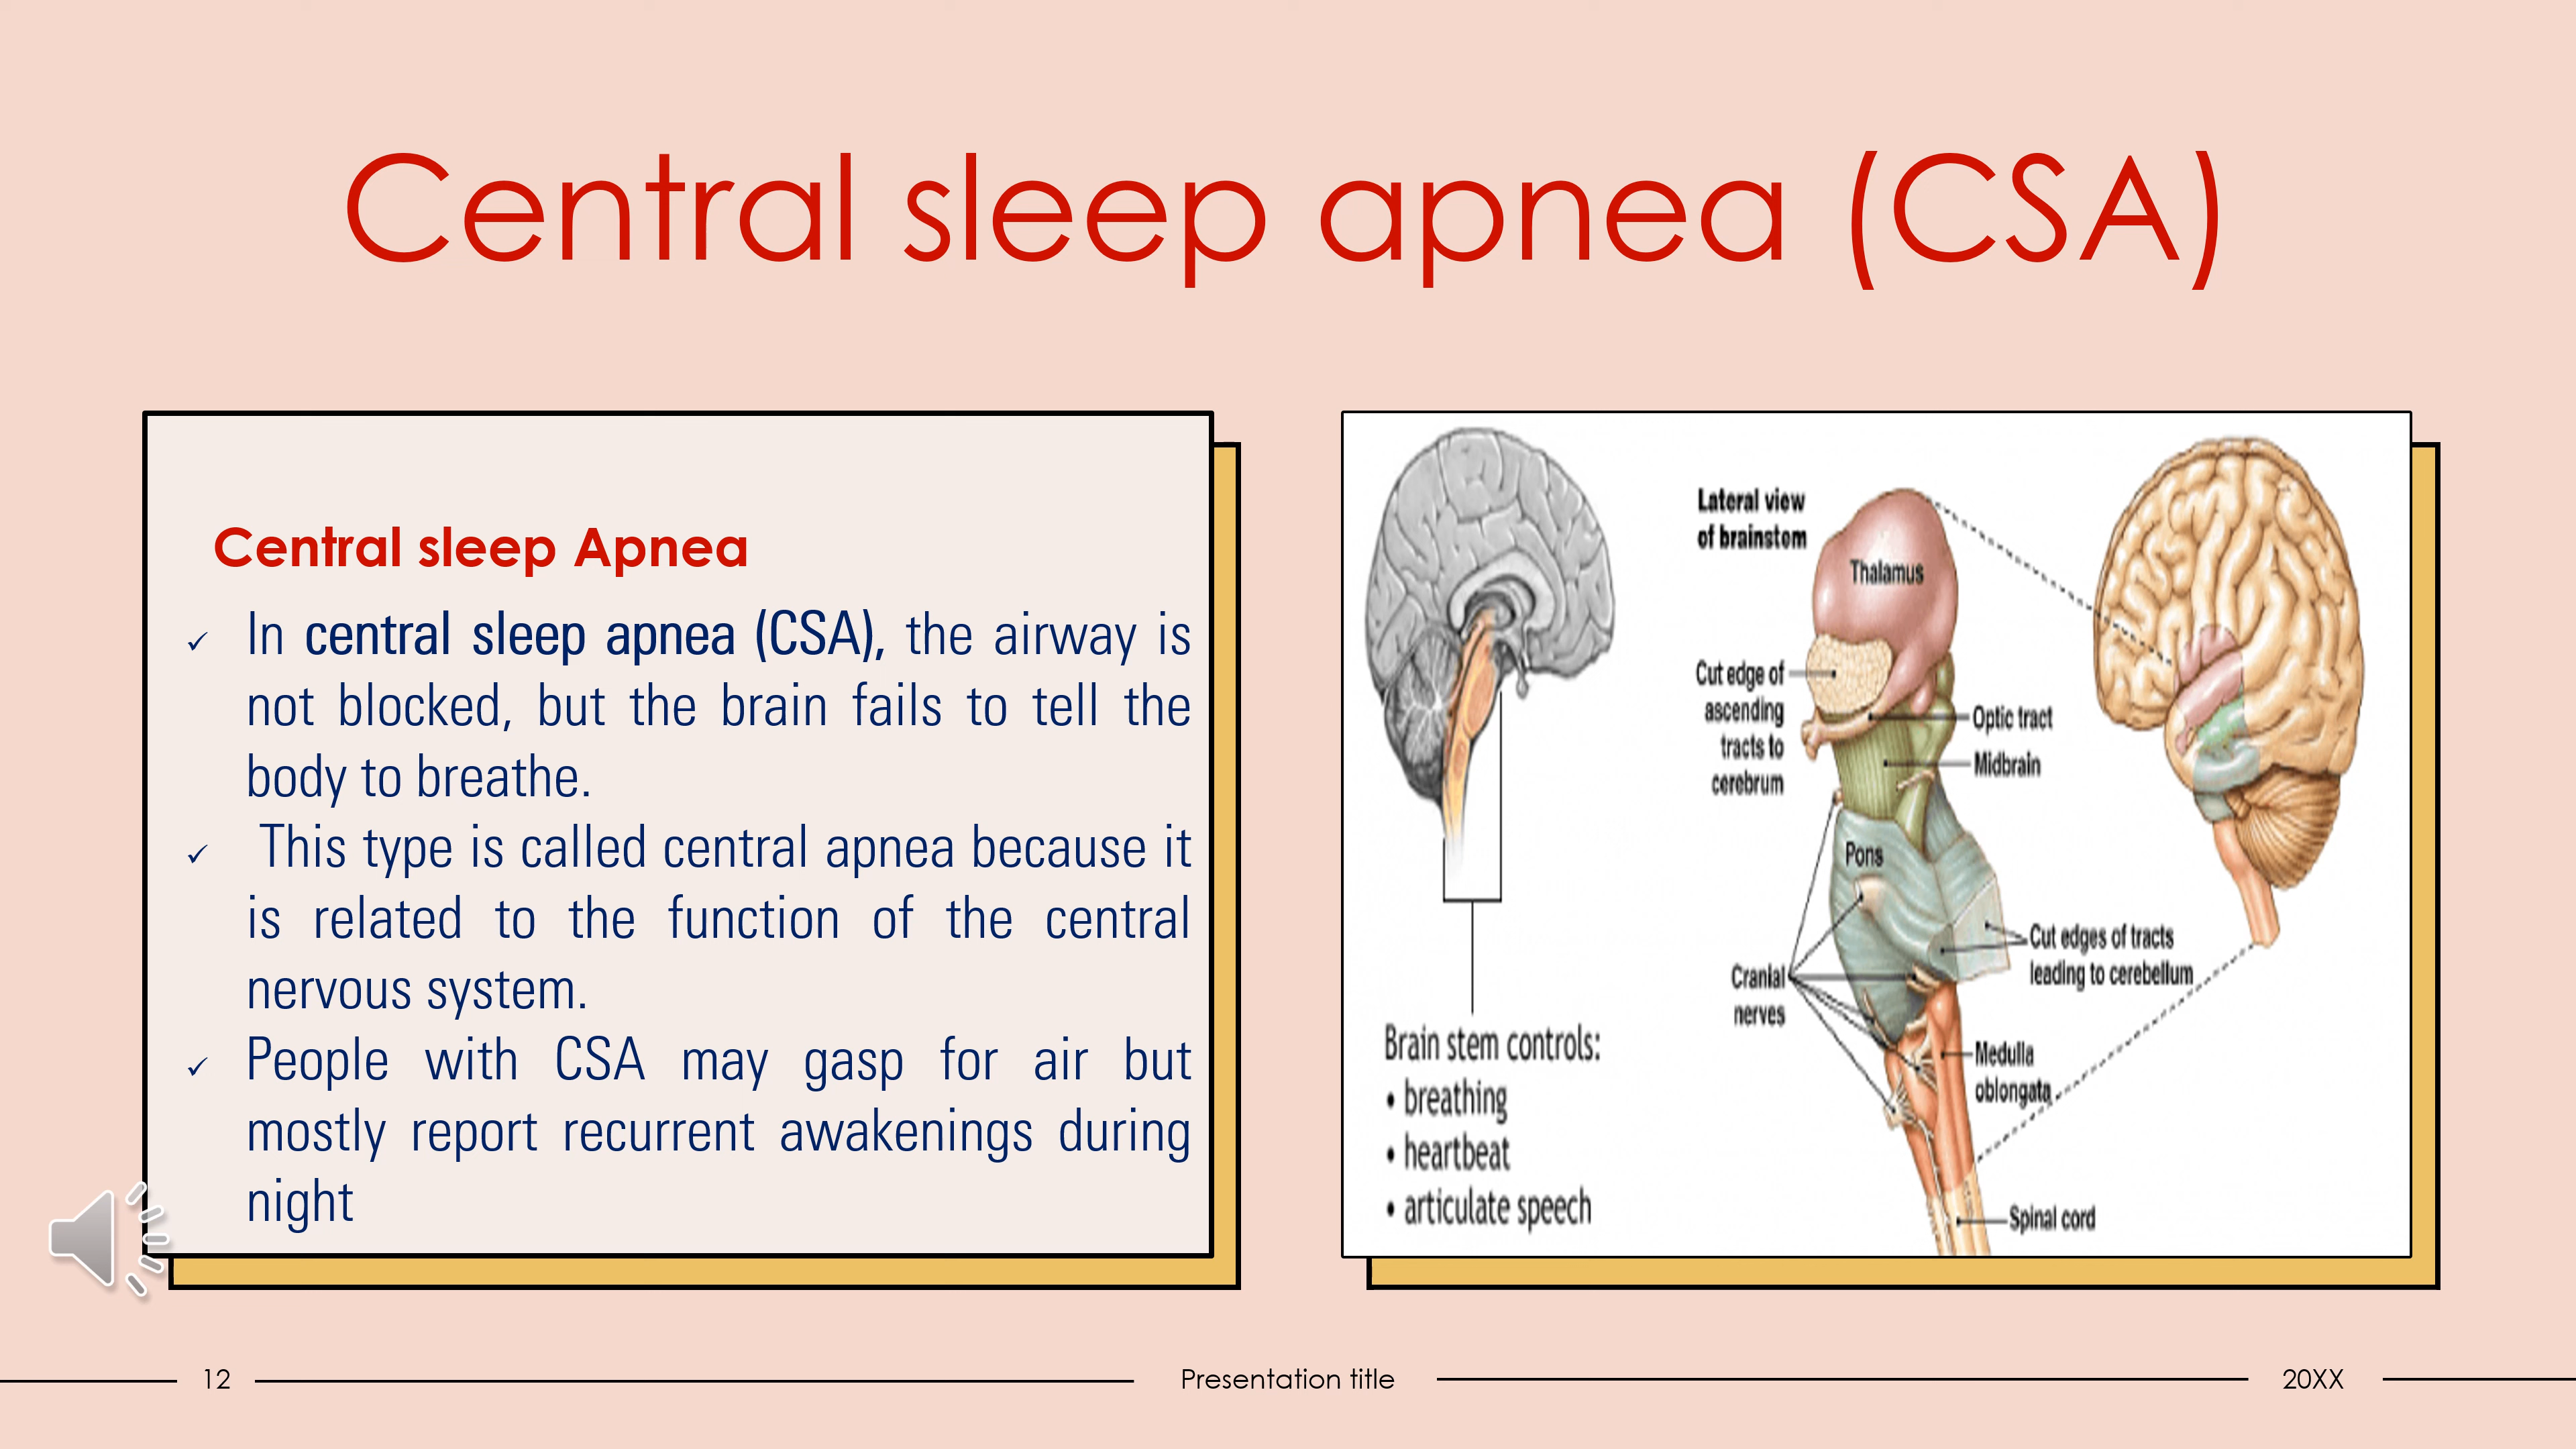 Central sleep apnea (CSA)
Central sleep Apnea
✓ In central sleep apnea (CSA), the airway is
not blocked, but the brain fails to tell the
body to breathe.
✓ This type is called central apnea because it
is related to the function of the central
nervous system.
✓ People with CSA may gasp for air but
mostly report recurrent awakenings during
night
Brain stem controls:
• breathing
• heartbeat
• articulate speech
Lateral view
of brainstem
Thalamus
Cut edge of
ascending
tracts to
cerebrum
Optic tract
Midbrain
Pons
Cut edges of tracts
leading to cerebellum
Cranial
nerves
Medulla
oblongata
Spinal cord
12
Presentation title
20XX